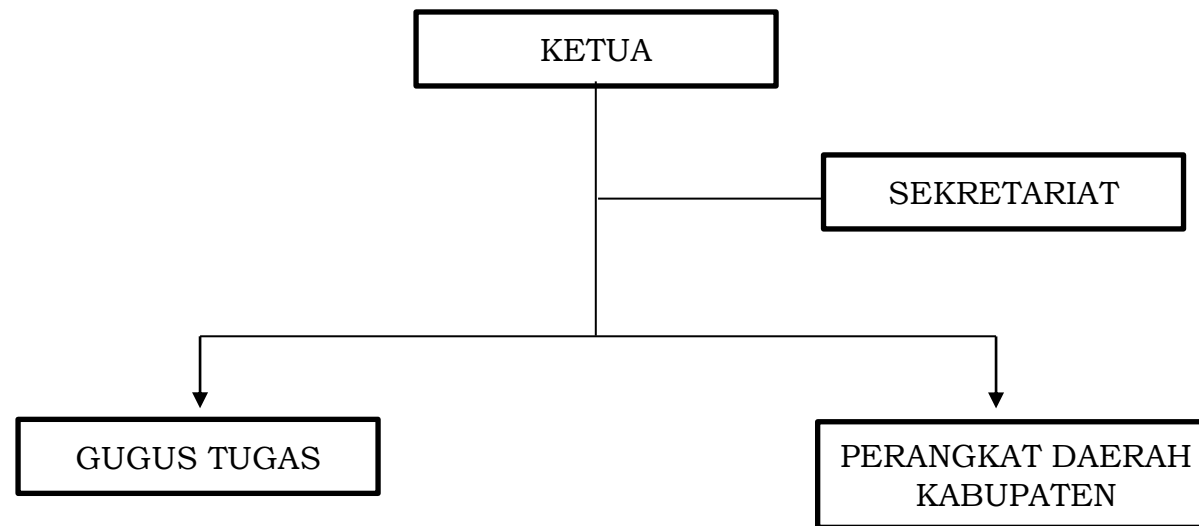 KETUA
SEKRETARIAT
GUGUS TUGAS
PERANGKAT DAERAH
KABUPATEN